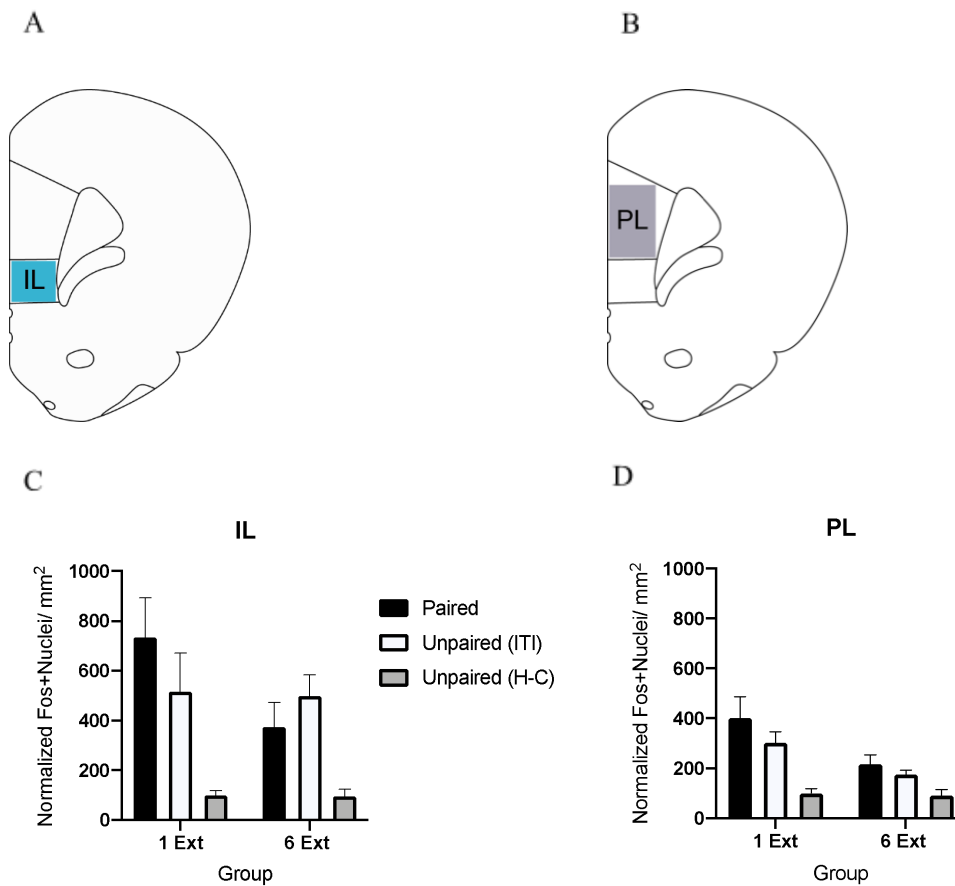 A
B
IL
PL
C
D
IL
PL
Normalized Fos+Nuclei/ mm²
1000
800
600
400
200
0
1 Ext
6 Ext
Group
Paired
Unpaired (ITI)
Unpaired (H-C)
Normalized Fos+Nuclei/ mm²
1000
800
600
400
200
0
1 Ext
6 Ext
Group